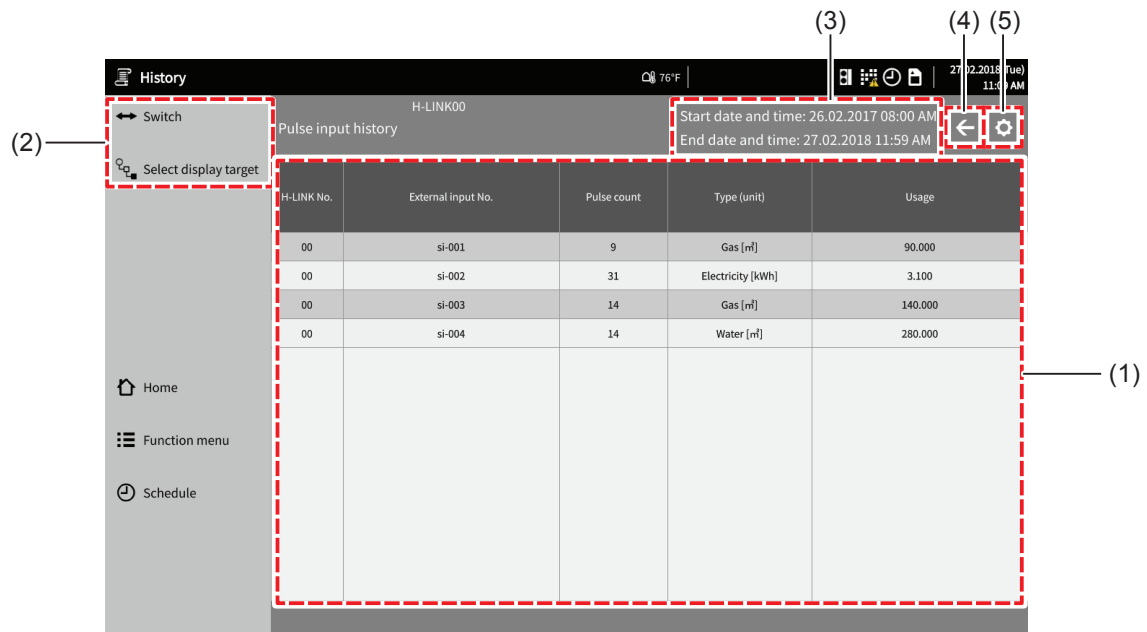 (3)
(4)
(5)
History
76°F
27.02.2018(Tue)
11:09 AM
Switch
H-LINK00
Pulse input history
Start date and time: 26.02.2017 08:00 AM
End date and time: 27.02.2018 11:59 AM
(2)
Select display target
H-LINK No. External input No. Pulse count Type (unit) Usage
00 si-001 9 Gas [㎥] 90.000
00 si-002 31 Electricity [kWh] 3.100
00 si-003 14 Gas [㎥] 140.000
00 si-004 14 Water [㎥] 280.000
(1)
Home
Function menu
Schedule